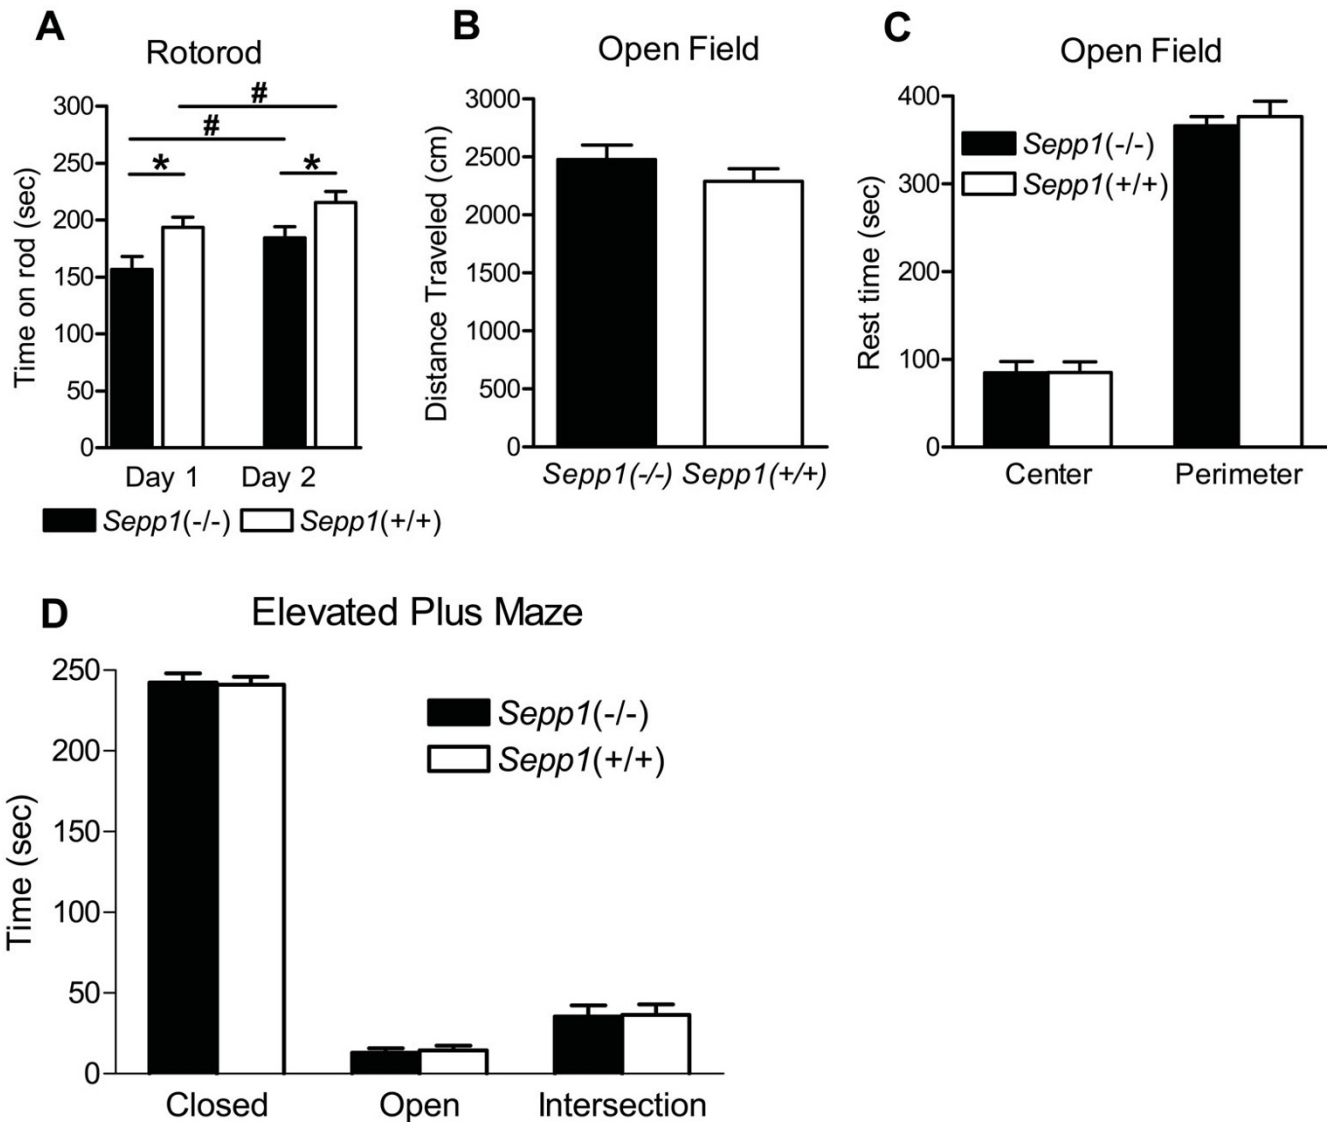 A
Rotorod
#
#
*
*
300
250
200
150
100
50
0
Time on rod (sec)
Day 1 Day 2
Sepp1(-/-) Sepp1(+/+)
B
Open Field
3000
2500
2000
1500
1000
500
0
Distance Traveled (cm)
Sepp1(-/-) Sepp1(+/+)
C
Open Field
400
300
200
100
0
Rest time (sec)
Sepp1(-/-)
Sepp1(+/+)
Center Perimeter
D
Elevated Plus Maze
250
200
150
100
50
0
Time (sec)
Sepp1(-/-)
Sepp1(+/+)
Closed Open Intersection